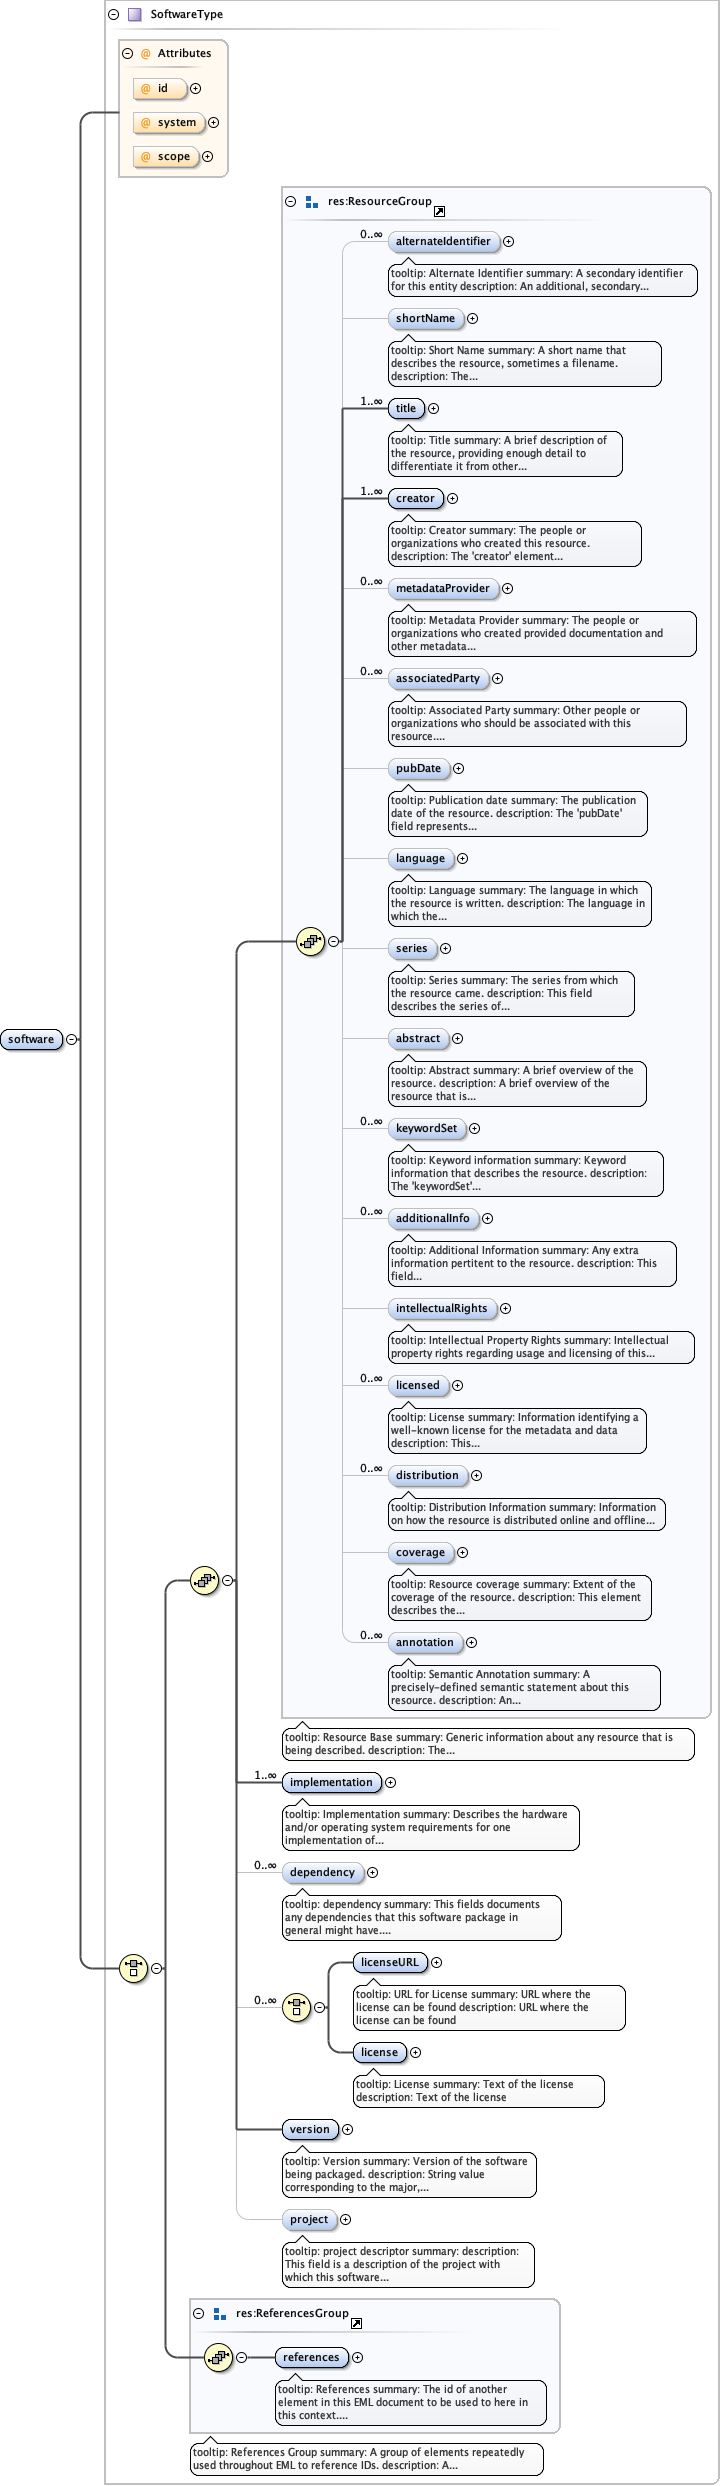 SoftwareType
@ Attributes
@ id
@ system
@ scope
res:ResourceGroup
0..∞
alternateIdentifier
tooltip: Alternate Identifier summary: A secondary identifier
for this entity description: An additional, secondary...
shortName
tooltip: Short Name summary: A short name that
describes the resource, sometimes a filename.
description: The...
1..∞
title
tooltip: Title summary: A brief description of
the resource, providing enough detail to
differentiate it from other...
1..∞
creator
tooltip: Creator summary: The people or
organizations who created this resource.
description: The 'creator' element...
0..∞
metadataProvider
tooltip: Metadata Provider summary: The people or
organizations who created provided documentation and
other metadata...
0..∞
associatedParty
tooltip: Associated Party summary: Other people or
organizations who should be associated with this
resource....
pubDate
tooltip: Publication date summary: The publication
date of the resource. description: The 'pubDate'
field represents...
language
tooltip: Language summary: The language in which
the resource is written. description: The language in
which the...
series
tooltip: Series summary: The series from which
the resource came. description: This field
describes the series of...
software
abstract
tooltip: Abstract summary: A brief overview of the
resource. description: A brief overview of the
resource that is...
0..∞
keywordSet
tooltip: Keyword information summary: Keyword
information that describes the resource. description:
The 'keywordSet'...
0..∞
additionalInfo
tooltip: Additional Information summary: Any extra
information pertitent to the resource. description: This
field...
intellectualRights
tooltip: Intellectual Property Rights summary: Intellectual
property rights regarding usage and licensing of this...
0..∞
licensed
tooltip: License summary: Information identifying a
well-known license for the metadata and data
description: This...
0..∞
distribution
tooltip: Distribution Information summary: Information
on how the resource is distributed online and offline...
coverage
tooltip: Resource coverage summary: Extent of the
coverage of the resource. description: This element
describes the...
0..∞
annotation
tooltip: Semantic Annotation summary: A
precisely-defined semantic statement about this
resource. description: An...
tooltip: Resource Base summary: Generic information about any resource that is
being described. description: The...
1..∞
implementation
tooltip: Implementation summary: Describes the hardware
and/or operating system requirements for one
implementation of...
0..∞
dependency
tooltip: dependency summary: This fields documents
any dependencies that this software package in
general might have....
0..∞
licenseURL
tooltip: URL for License summary: URL where the
license can be found description: URL where the
license can be found
license
tooltip: License summary: Text of the license
description: Text of the license
version
tooltip: Version summary: Version of the software
being packaged. description: String value
corresponding to the major,...
project
tooltip: project descriptor summary: description:
This field is a description of the project with
which this software...
res:ReferencesGroup
references
tooltip: References summary: The id of another
element in this EML document to be used to here in
this context....
tooltip: References Group summary: A group of elements repeatedly
used throughout EML to reference IDs. description: A...